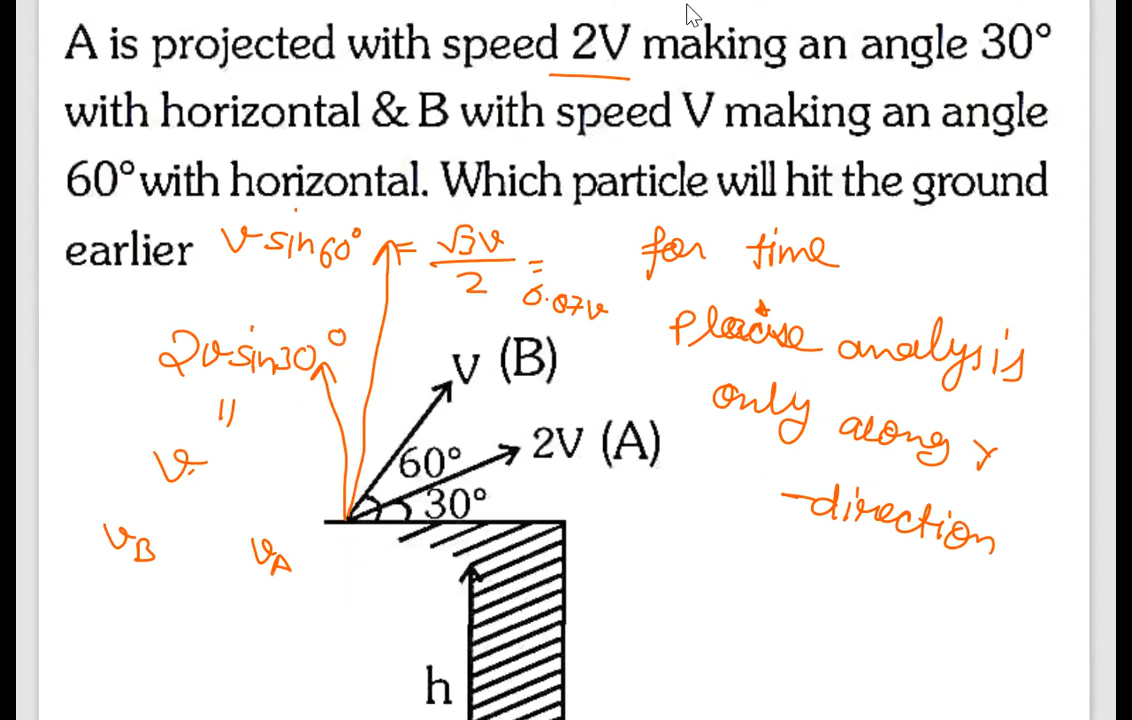 A is projected with speed 2V making an angle 30°
with horizontal & B with speed V making an angle
60° with horizontal. Which particle will hit the ground
earlier
v sin60° = √3v/2 = 0.87v
for time
2v sin30°
=
v
please analysis
only along y
-direction
V (B)
2V (A)
60°
30°
vB vA
h